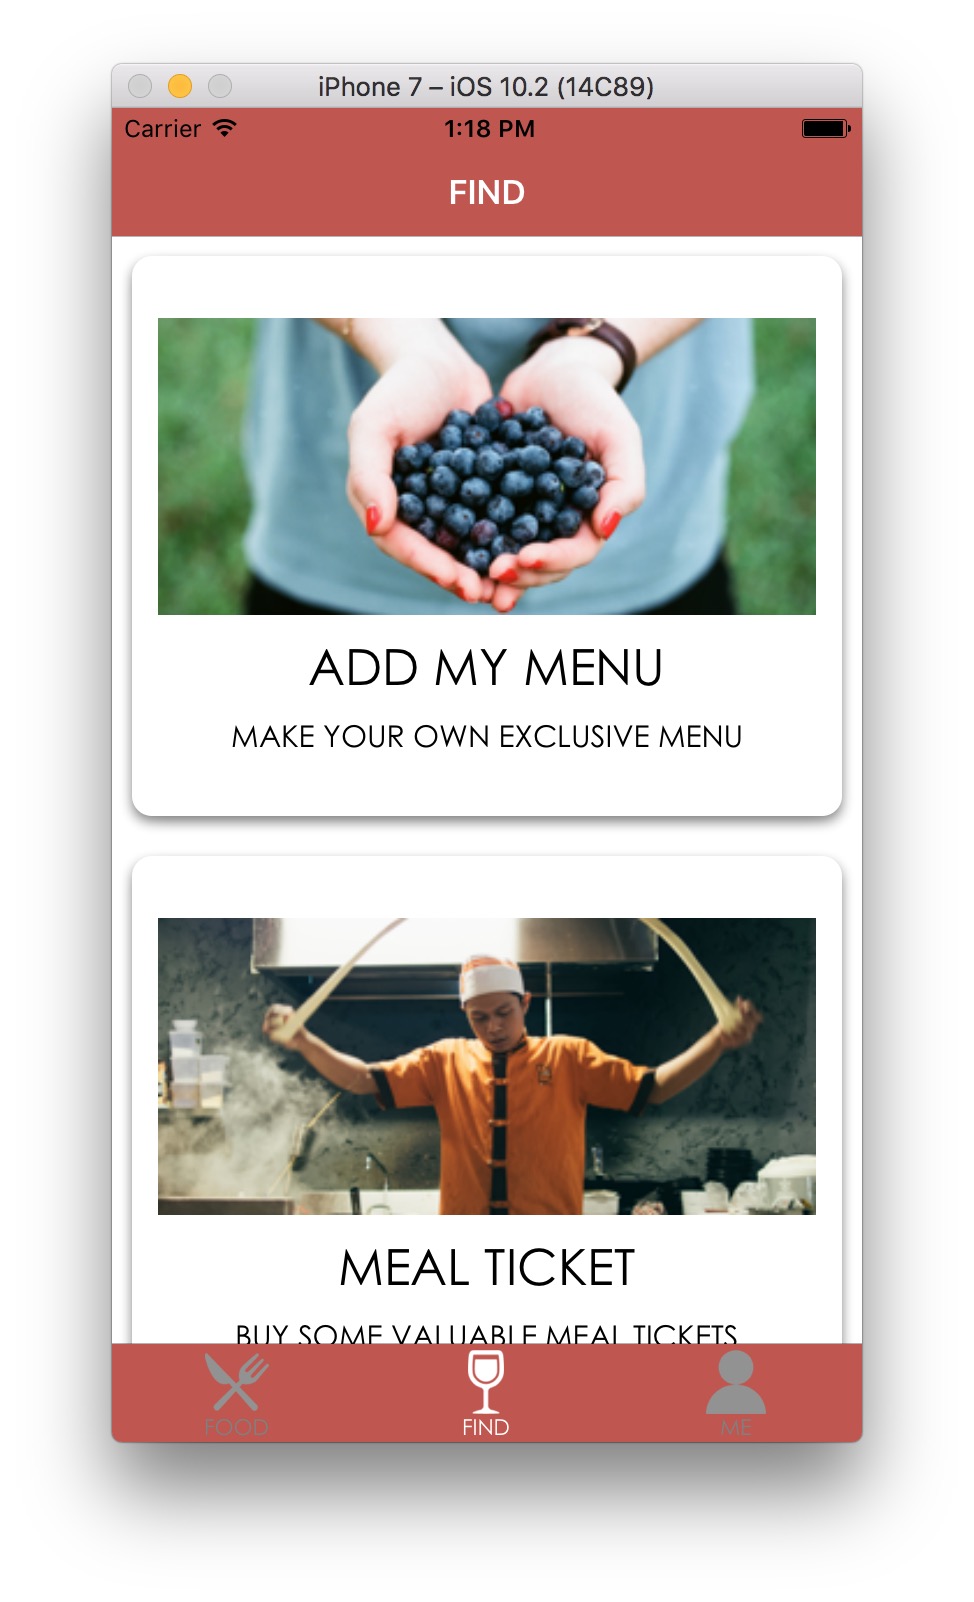 iPhone 7 – iOS 10.2 (14C89)
Carrier 1:18 PM
FIND
ADD MY MENU
MAKE YOUR OWN EXCLUSIVE MENU
MEAL TICKET
BUY SOME VALUABLE MEAL TICKETS
FOOD FIND ME